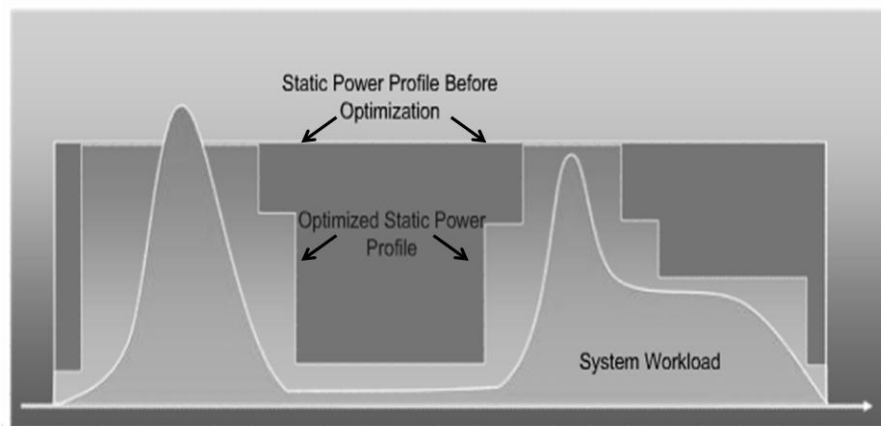 Static Power Profile Before
Optimization
Optimized Static Power
Profile
System Workload